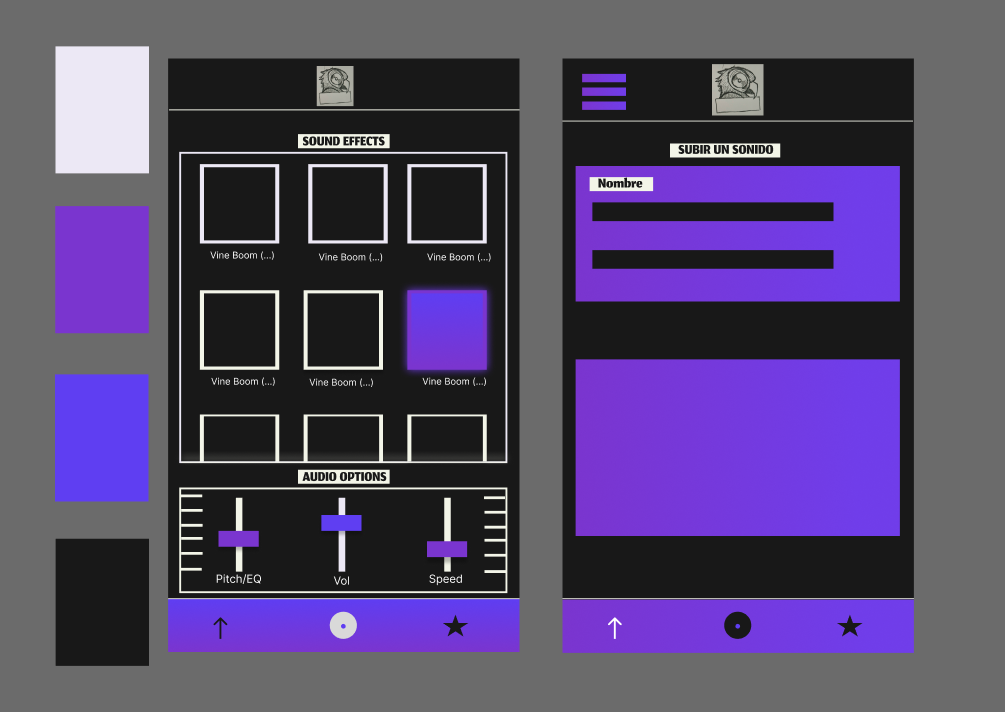 SOUND EFFECTS
Vine Boom (...)
Vine Boom (...)
Vine Boom (...)
Vine Boom (...)
Vine Boom (...)
Vine Boom (...)
AUDIO OPTIONS
Pitch/EQ
Vol
Speed
SUBIR UN SONIDO
Nombre